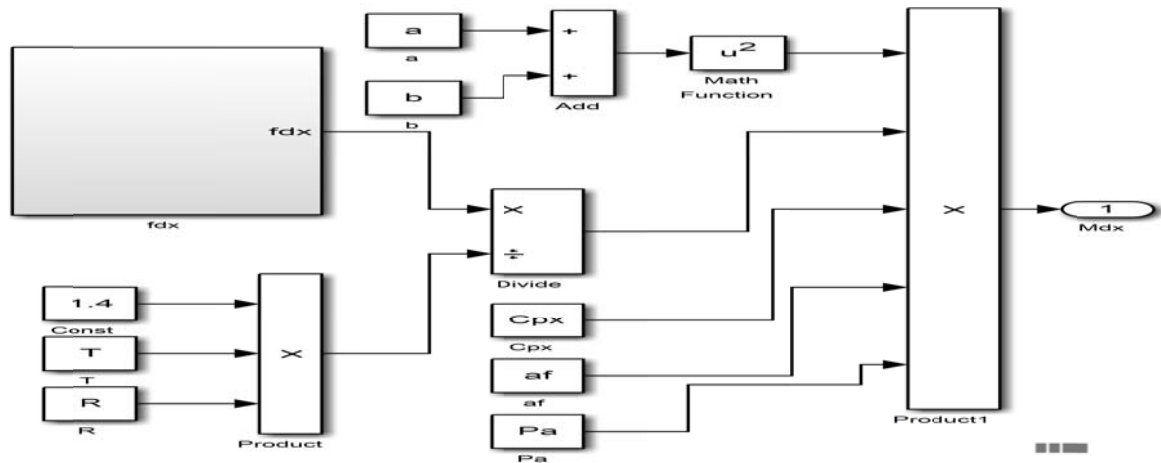 a
a
b
b
+
+
Add
u²
Math
Function
fdx
fdx
×
÷
Divide
1.4
Const
T
T
R
R
×
Product
Cpx
Cpx
af
af
Pa
Pa
×
Product1
1
Mdx